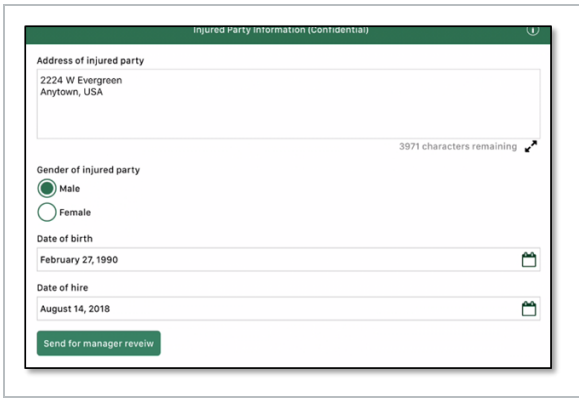 Injured Party Information (Confidential)
Address of injured party
2224 W Evergreen
Anytown, USA
3971 characters remaining
Gender of injured party
Male
Female
Date of birth
February 27, 1990
Date of hire
August 14, 2018
Send for manager reveiw